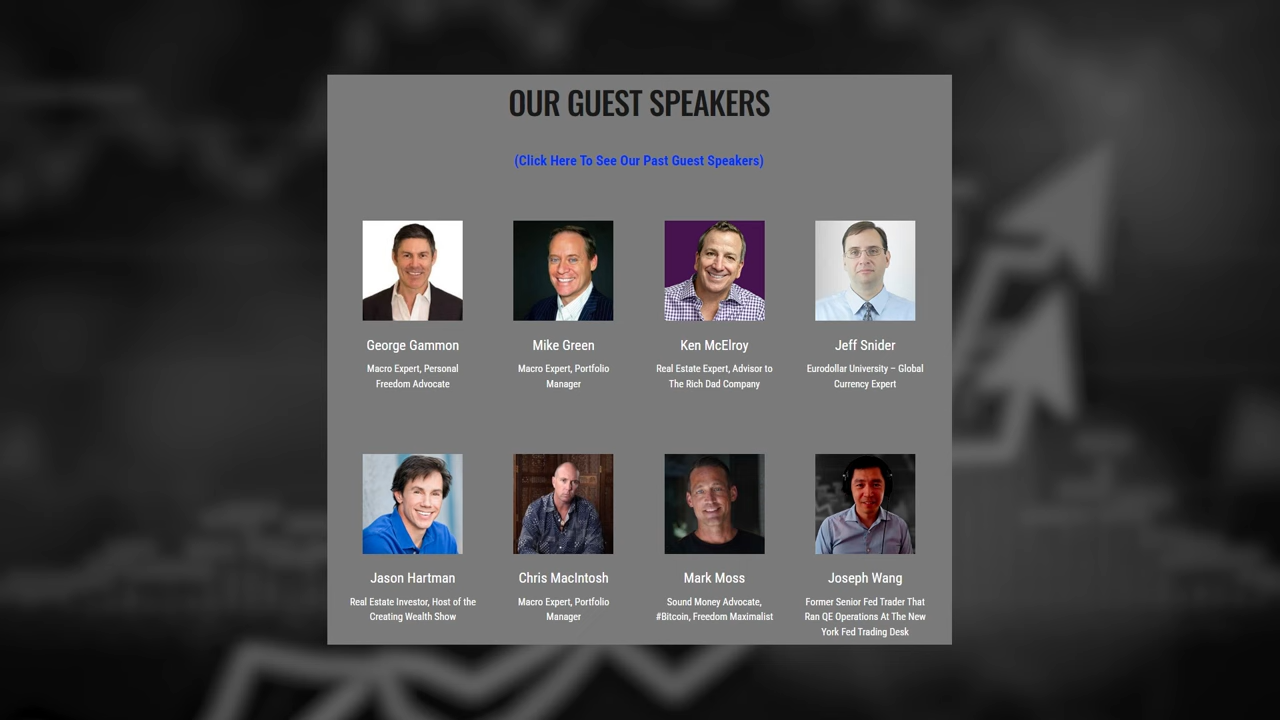 OUR GUEST SPEAKERS
(Click Here To See Our Past Guest Speakers)
George Gammon
Macro Expert, Personal
Freedom Advocate
Mike Green
Macro Expert, Portfolio
Manager
Ken McElroy
Real Estate Expert, Advisor to
The Rich Dad Company
Jeff Snider
Eurodollar University – Global
Currency Expert
Jason Hartman
Real Estate Investor, Host of the
Creating Wealth Show
Chris MacIntosh
Macro Expert, Portfolio
Manager
Mark Moss
Sound Money Advocate,
#Bitcoin, Freedom Maximalist
Joseph Wang
Former Senior Fed Trader That
Ran QE Operations At The New
York Fed Trading Desk